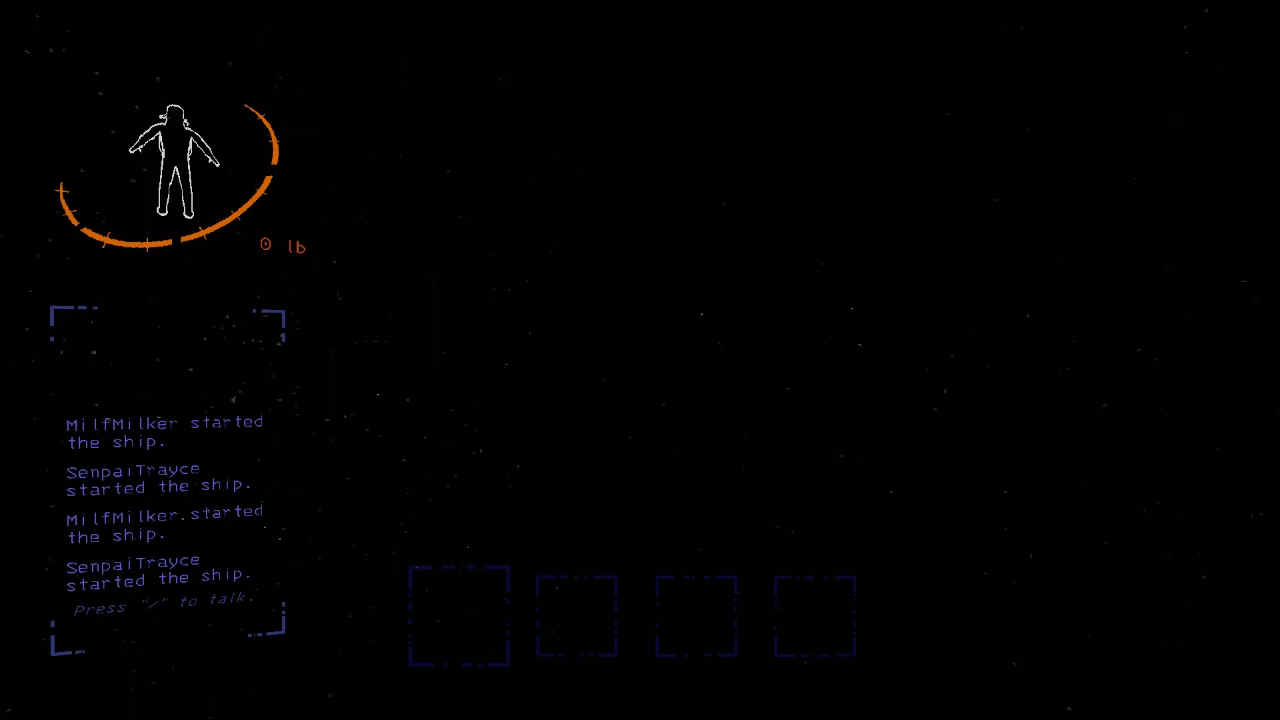 0 lb
MilfMilker started
the ship.
SenpaiTrayce
started the ship.
MilfMilker started
the ship.
SenpaiTrayce
started the ship.
Press "/" to talk.